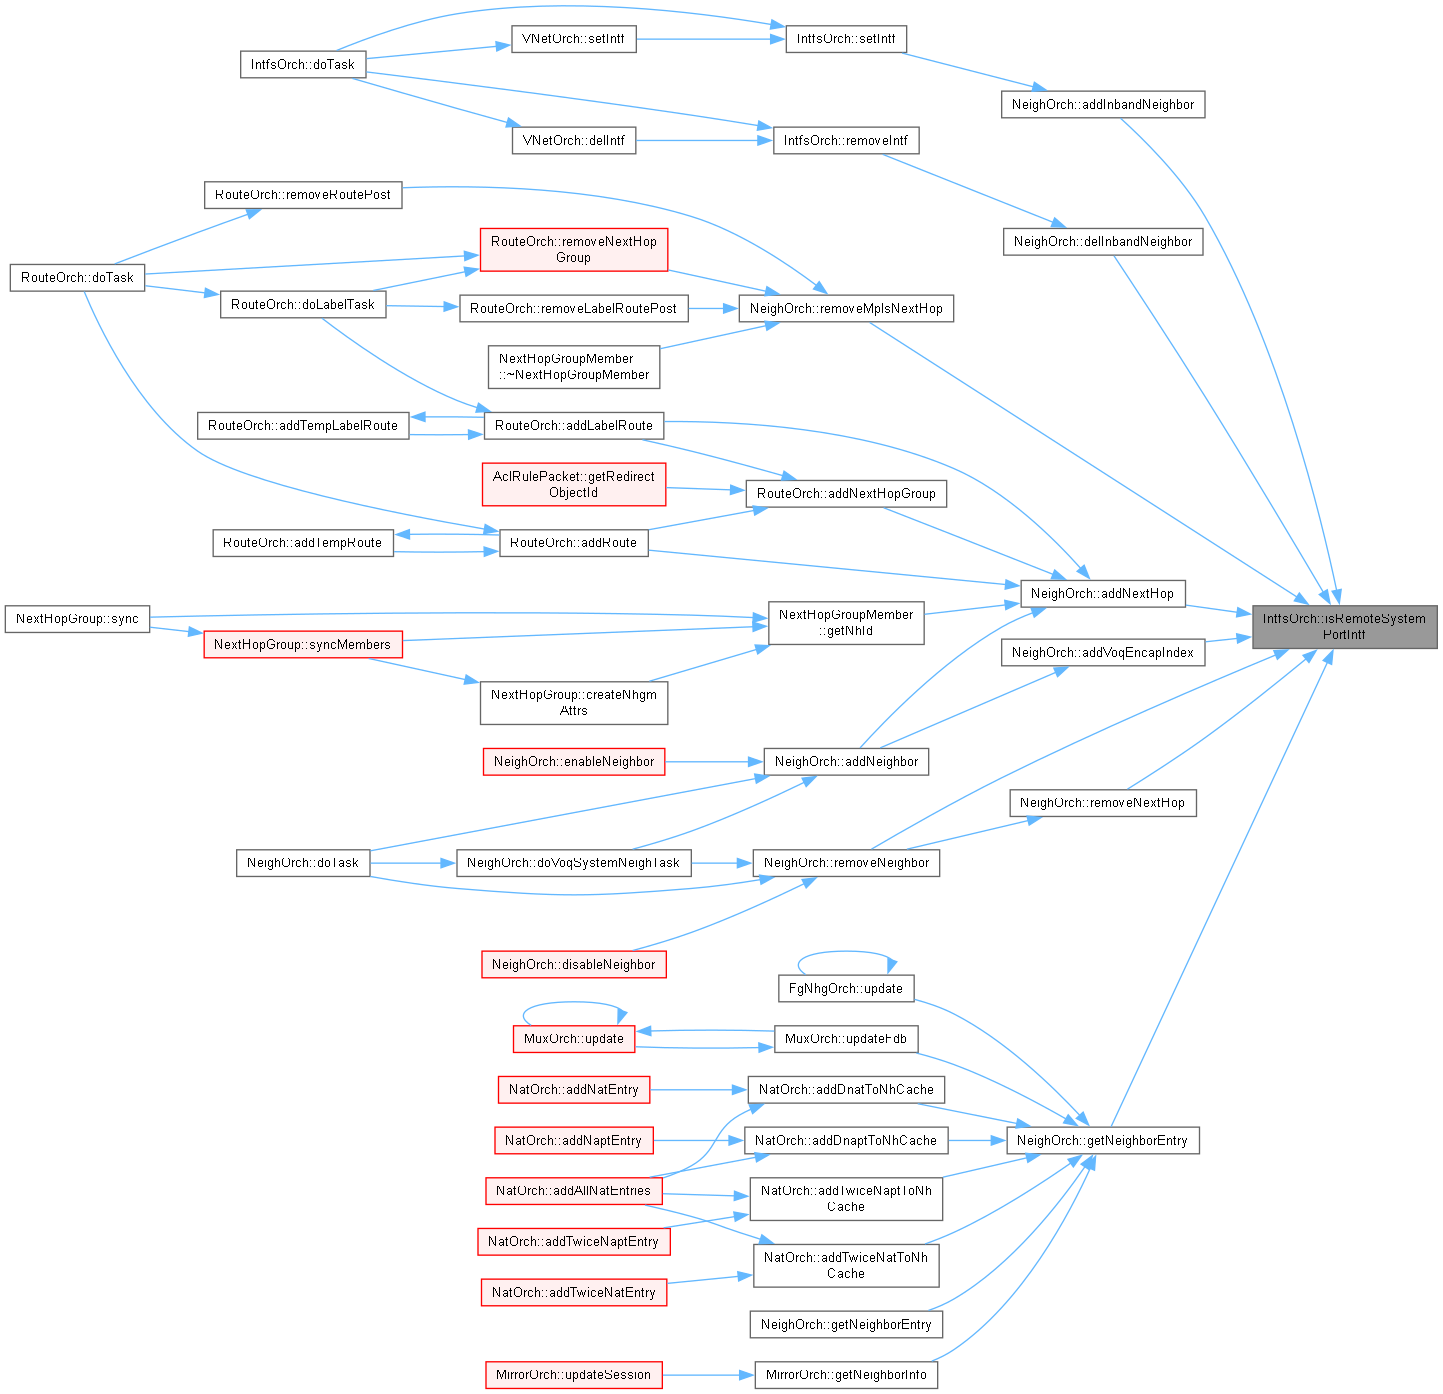 VNetOrch::setIntf
IntfsOrch::setIntf
IntfsOrch::doTask
NeighOrch::addInbandNeighbor
VNetOrch::delIntf
IntfsOrch::removeIntf
RouteOrch::removeRoutePost
NeighOrch::delInbandNeighbor
RouteOrch::removeNextHop
Group
RouteOrch::doTask
RouteOrch::doLabelTask
RouteOrch::removeLabelRoutePost
NeighOrch::removeMplsNextHop
NextHopGroupMember
::~NextHopGroupMember
RouteOrch::addTempLabelRoute
RouteOrch::addLabelRoute
AclRulePacket::getRedirect
ObjectId
RouteOrch::addNextHopGroup
RouteOrch::addTempRoute
RouteOrch::addRoute
NeighOrch::addNextHop
NextHopGroup::sync
NextHopGroupMember
::getNhId
IntfsOrch::isRemoteSystem
PortIntf
NextHopGroup::syncMembers
NeighOrch::addVoqEncapIndex
NextHopGroup::createNhgm
Attrs
NeighOrch::enableNeighbor
NeighOrch::addNeighbor
NeighOrch::removeNextHop
NeighOrch::doTask
NeighOrch::doVoqSystemNeighTask
NeighOrch::removeNeighbor
NeighOrch::disableNeighbor
FgNhgOrch::update
MuxOrch::update
MuxOrch::updateFdb
NatOrch::addNatEntry
NatOrch::addDnatToNhCache
NatOrch::addNaptEntry
NatOrch::addDnaptToNhCache
NeighOrch::getNeighborEntry
NatOrch::addAllNatEntries
NatOrch::addTwiceNaptToNh
Cache
NatOrch::addTwiceNaptEntry
NatOrch::addTwiceNatToNh
Cache
NatOrch::addTwiceNatEntry
NeighOrch::getNeighborEntry
MirrorOrch::updateSession
MirrorOrch::getNeighborInfo